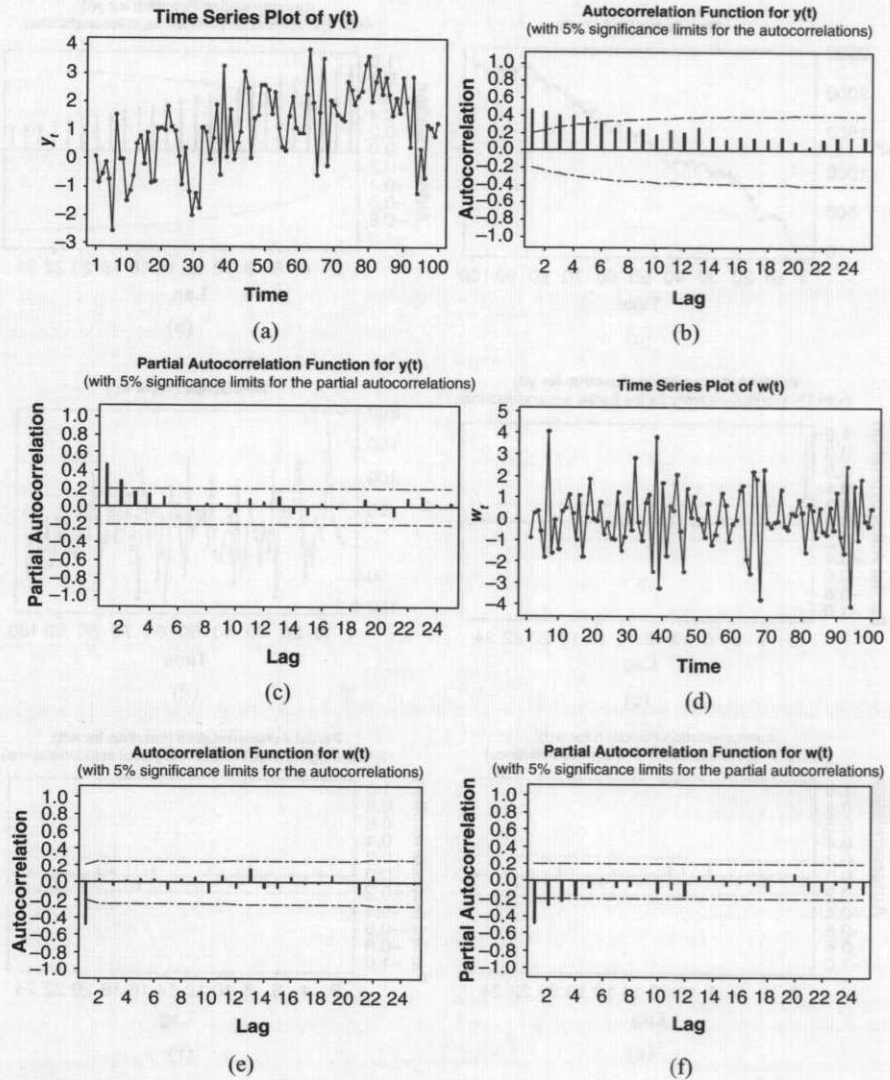 Time Series Plot of y(t)
4
3
2
1
0
−1
−2
−3
y_t
1 10 20 30 40 50 60 70 80 90 100
Time
(a)
Autocorrelation Function for y(t)
(with 5% significance limits for the autocorrelations)
1.0
0.8
0.6
0.4
0.2
0.0
−0.2
−0.4
−0.6
−0.8
−1.0
Autocorrelation
2 4 6 8 10 12 14 16 18 20 22 24
Lag
(b)
Partial Autocorrelation Function for y(t)
(with 5% significance limits for the partial autocorrelations)
1.0
0.8
0.6
0.4
0.2
0.0
−0.2
−0.4
−0.6
−0.8
−1.0
Partial Autocorrelation
2 4 6 8 10 12 14 16 18 20 22 24
Lag
(c)
Time Series Plot of w(t)
5
4
3
2
1
0
−1
−2
−3
−4
w_t
1 10 20 30 40 50 60 70 80 90 100
Time
(d)
Autocorrelation Function for w(t)
(with 5% significance limits for the autocorrelations)
1.0
0.8
0.6
0.4
0.2
0.0
−0.2
−0.4
−0.6
−0.8
−1.0
Autocorrelation
2 4 6 8 10 12 14 16 18 20 22 24
Lag
(e)
Partial Autocorrelation Function for w(t)
(with 5% significance limits for the partial autocorrelations)
1.0
0.8
0.6
0.4
0.2
0.0
−0.2
−0.4
−0.6
−0.8
−1.0
Partial Autocorrelation
2 4 6 8 10 12 14 16 18 20 22 24
Lag
(f)